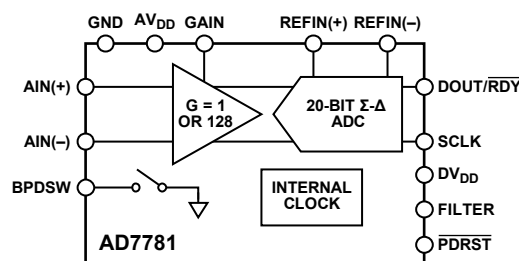 GND AVDD GAIN REFIN(+) REFIN(–)
AIN(+)
AIN(–)
BPDSW
G = 1
OR 128
20-BIT Σ-Δ
ADC
INTERNAL
CLOCK
DOUT/RDY
SCLK
DVDD
FILTER
PDRST
AD7781